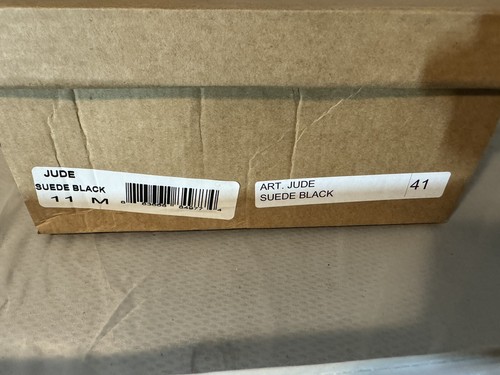 JUDE
SUEDE BLACK
11 M
ART. JUDE
SUEDE BLACK
41